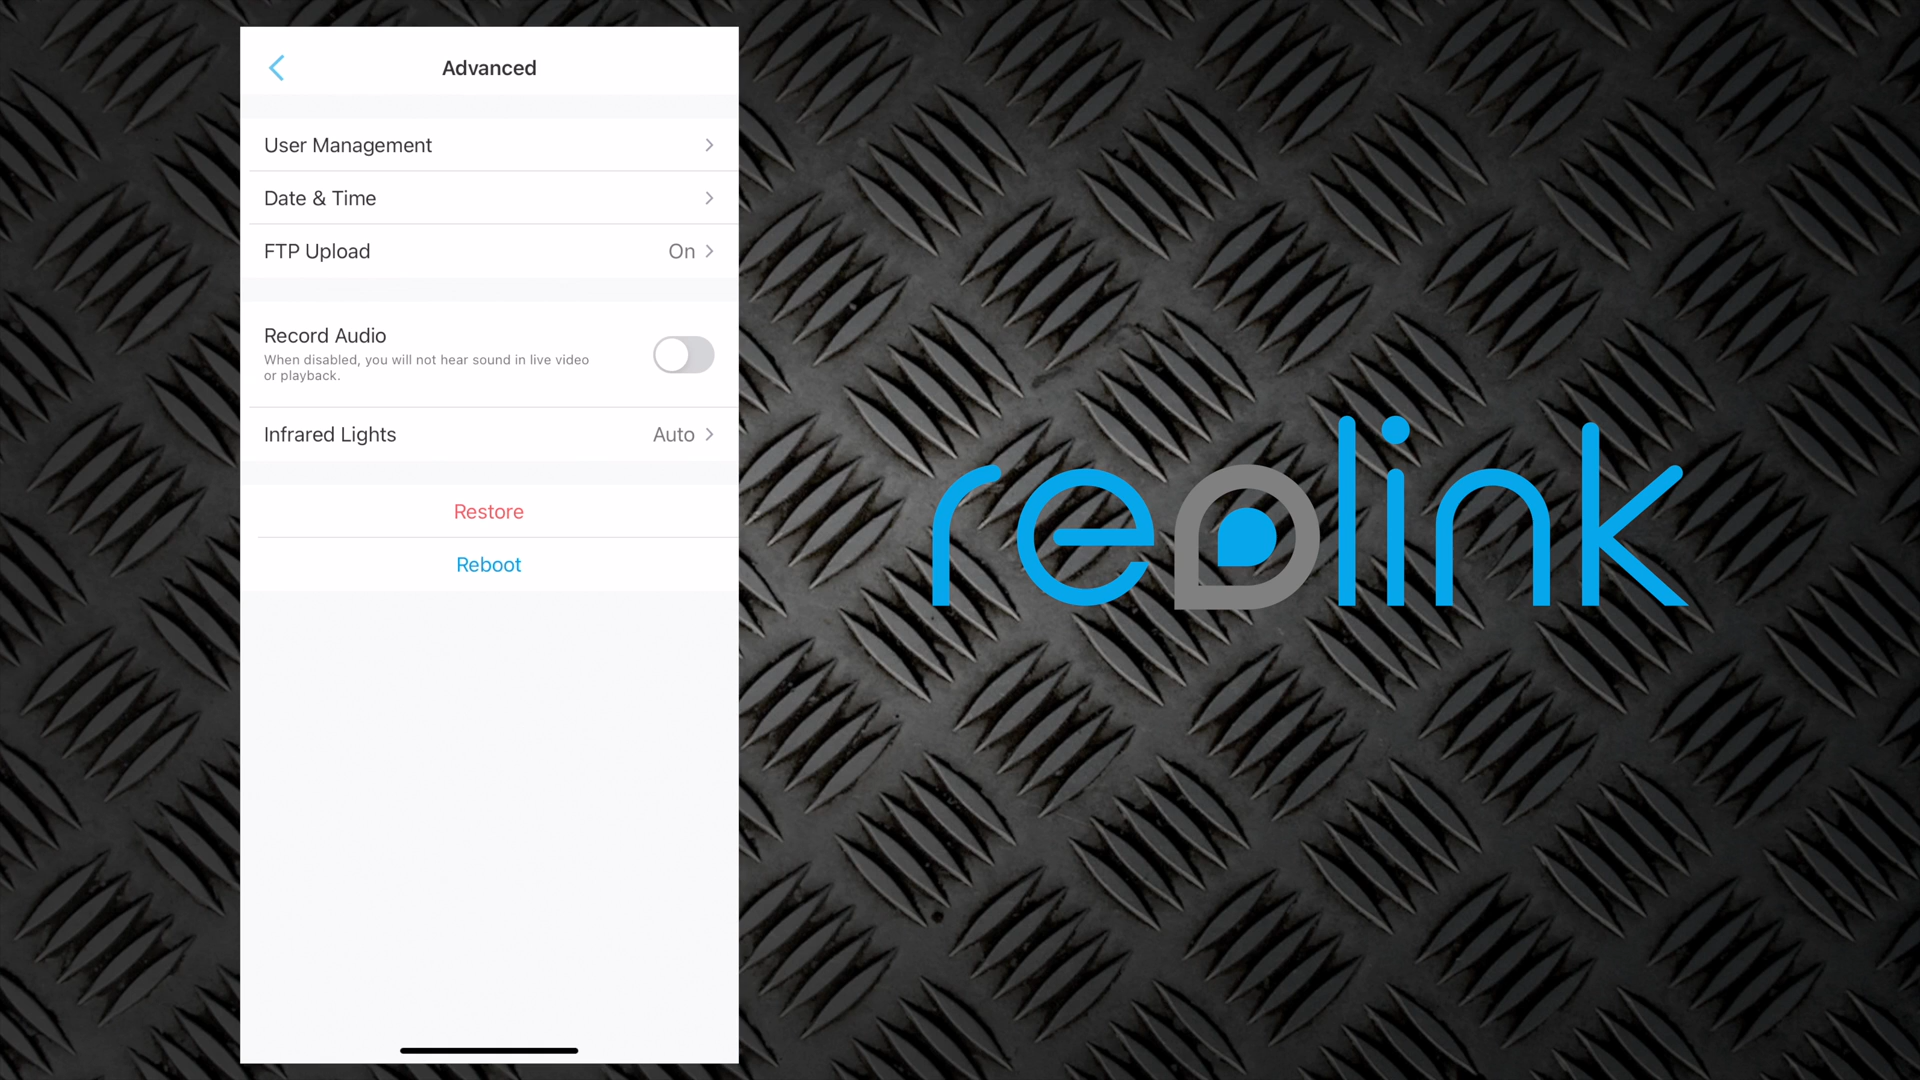 Advanced
User Management
Date & Time
FTP Upload On
Record Audio
When disabled, you will not hear sound in live video
or playback.
Infrared Lights Auto
Restore
Reboot
reolink